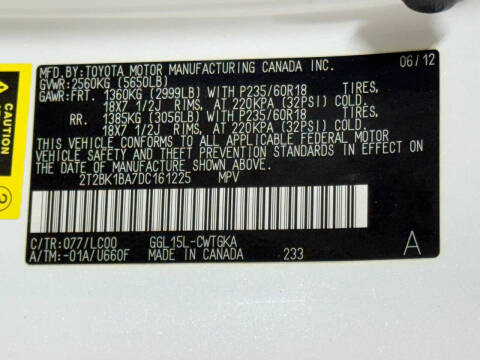 MFD.BY:TOYOTA MOTOR MANUFACTURING CANADA INC. 06/12
GVWR:2560KG (5650LB)
GAWR:FRT. 1360KG (2999LB) WITH P235/60R18 TIRES,
18X7 1/2J RIMS, AT 220KPA (32PSI) COLD.
RR. 1385KG (3056LB) WITH P235/60R18 TIRES,
18X7 1/2J RIMS, AT 220KPA (32PSI) COLD.
THIS VEHICLE CONFORMS TO ALL APPLICABLE FEDERAL MOTOR
VEHICLE SAFETY AND THEFT PREVENTION STANDARDS IN EFFECT ON
THE DATE OF MANUFACTURE SHOWN ABOVE.
2T2BK1BA7DC161225 MPV
C/TR:077/LC00 GGL15L-CWTGKA
A/TM:-01A/U660F MADE IN CANADA 233
A
CAUTION
2